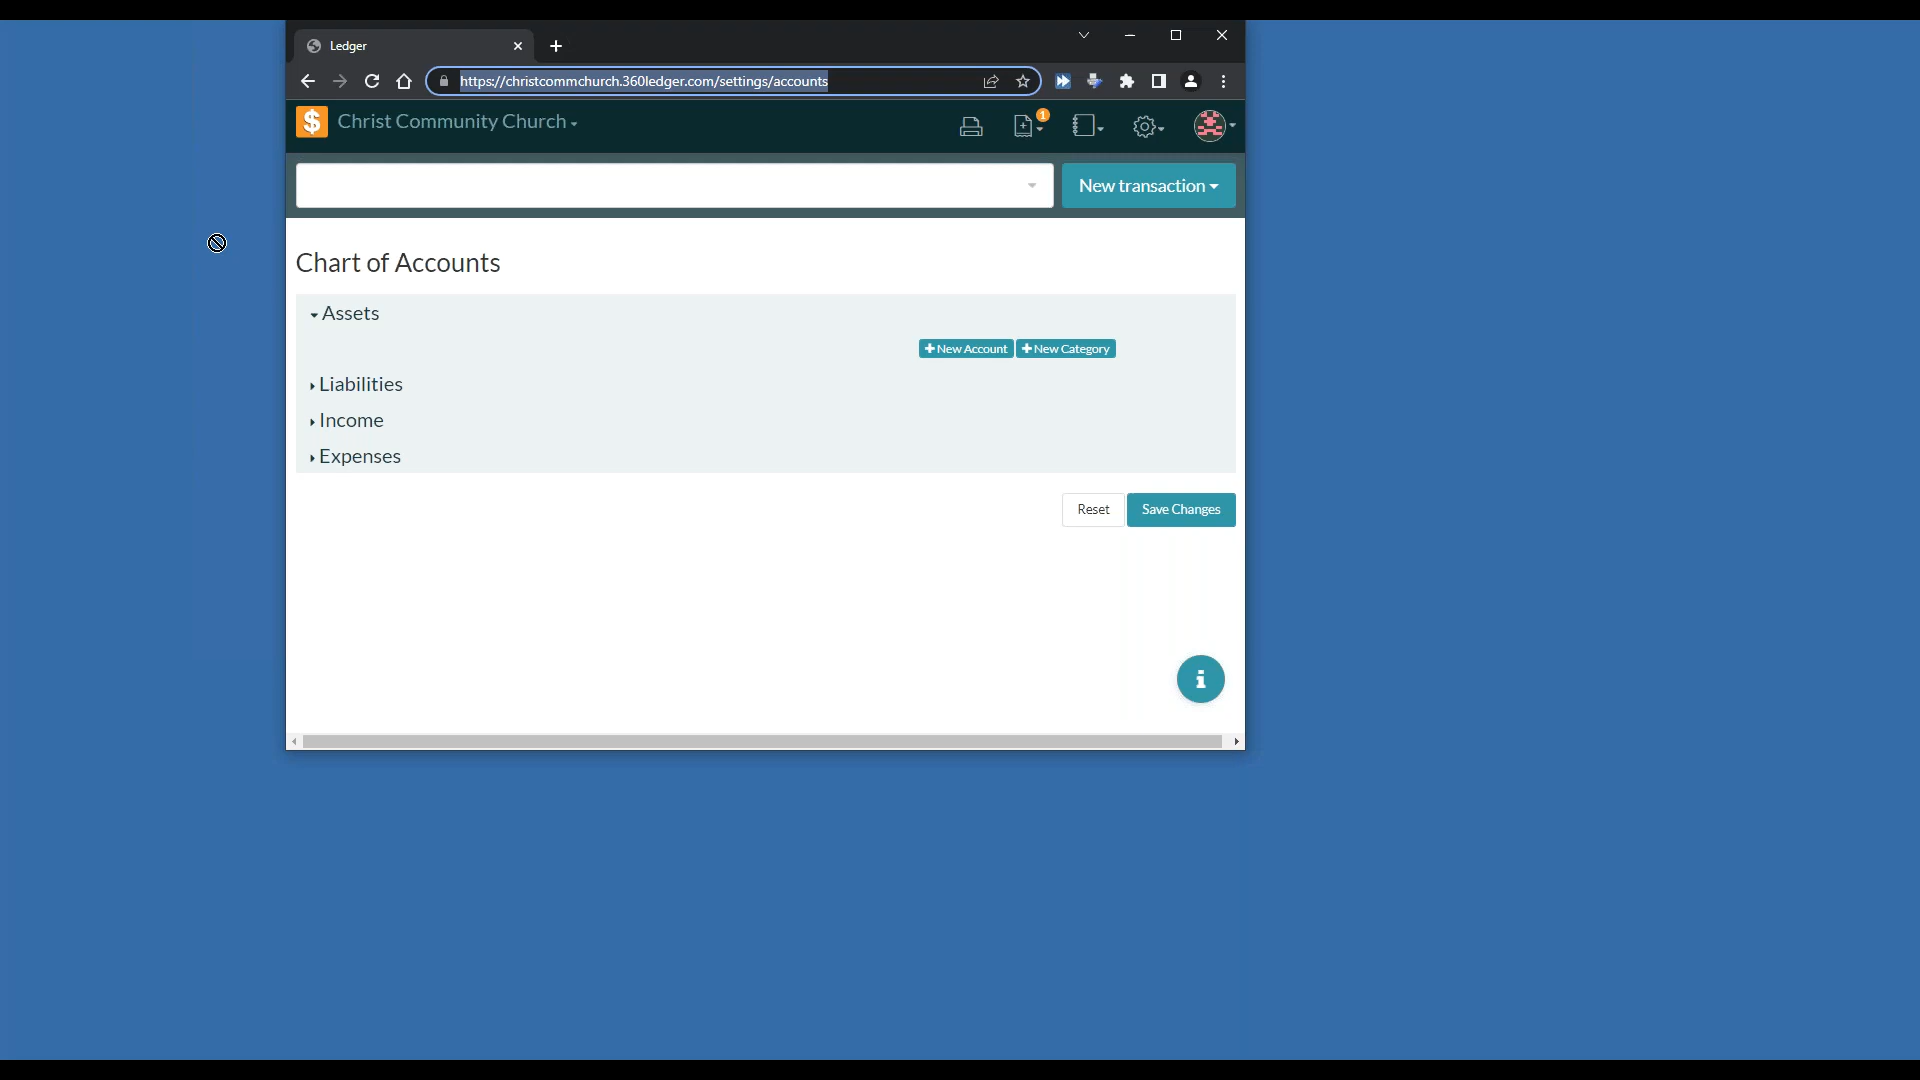 Ledger
https://christcommchurch.360ledger.com/settings/accounts
$ Christ Community Church
1
New transaction
Chart of Accounts
Assets
New Account New Category
Liabilities
Income
Expenses
Reset Save Changes
i